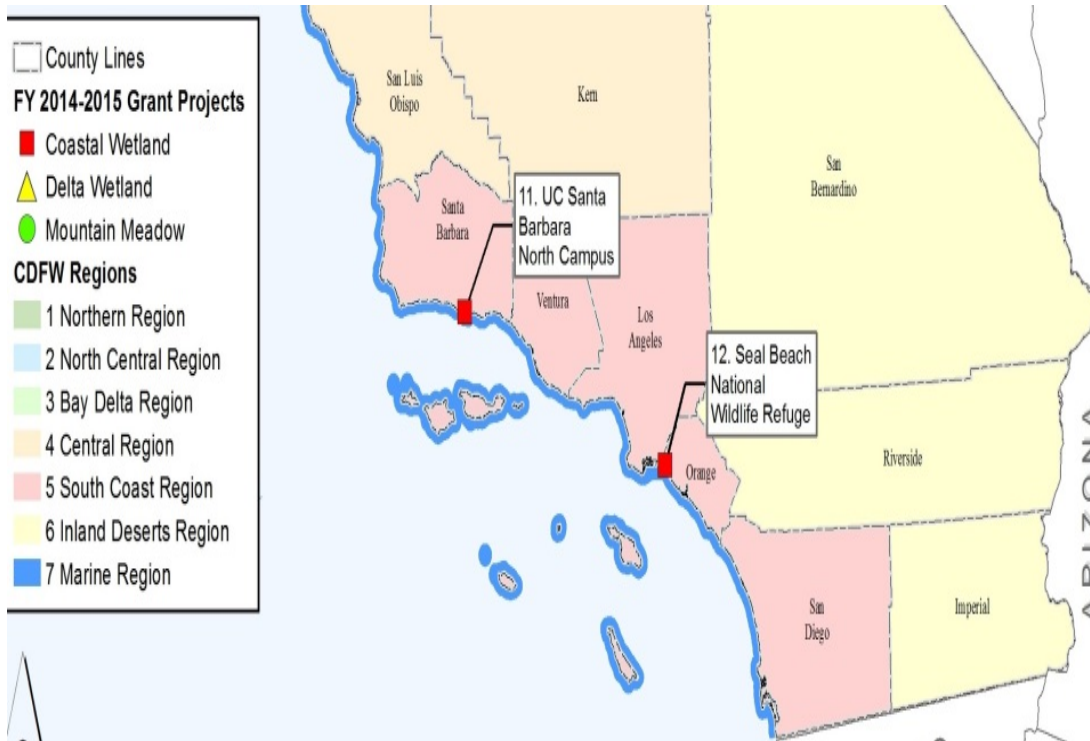 County Lines
FY 2014-2015 Grant Projects
Coastal Wetland
Delta Wetland
Mountain Meadow
CDFW Regions
1 Northern Region
2 North Central Region
3 Bay Delta Region
4 Central Region
5 South Coast Region
6 Inland Deserts Region
7 Marine Region
San Luis
Obispo
Kern
San
Bernardino
Santa
Barbara
11. UC Santa
Barbara
North Campus
Ventura
Los
Angeles
12. Seal Beach
National
Wildlife Refuge
Orange
Riverside
San
Diego
Imperial
ARIZONA